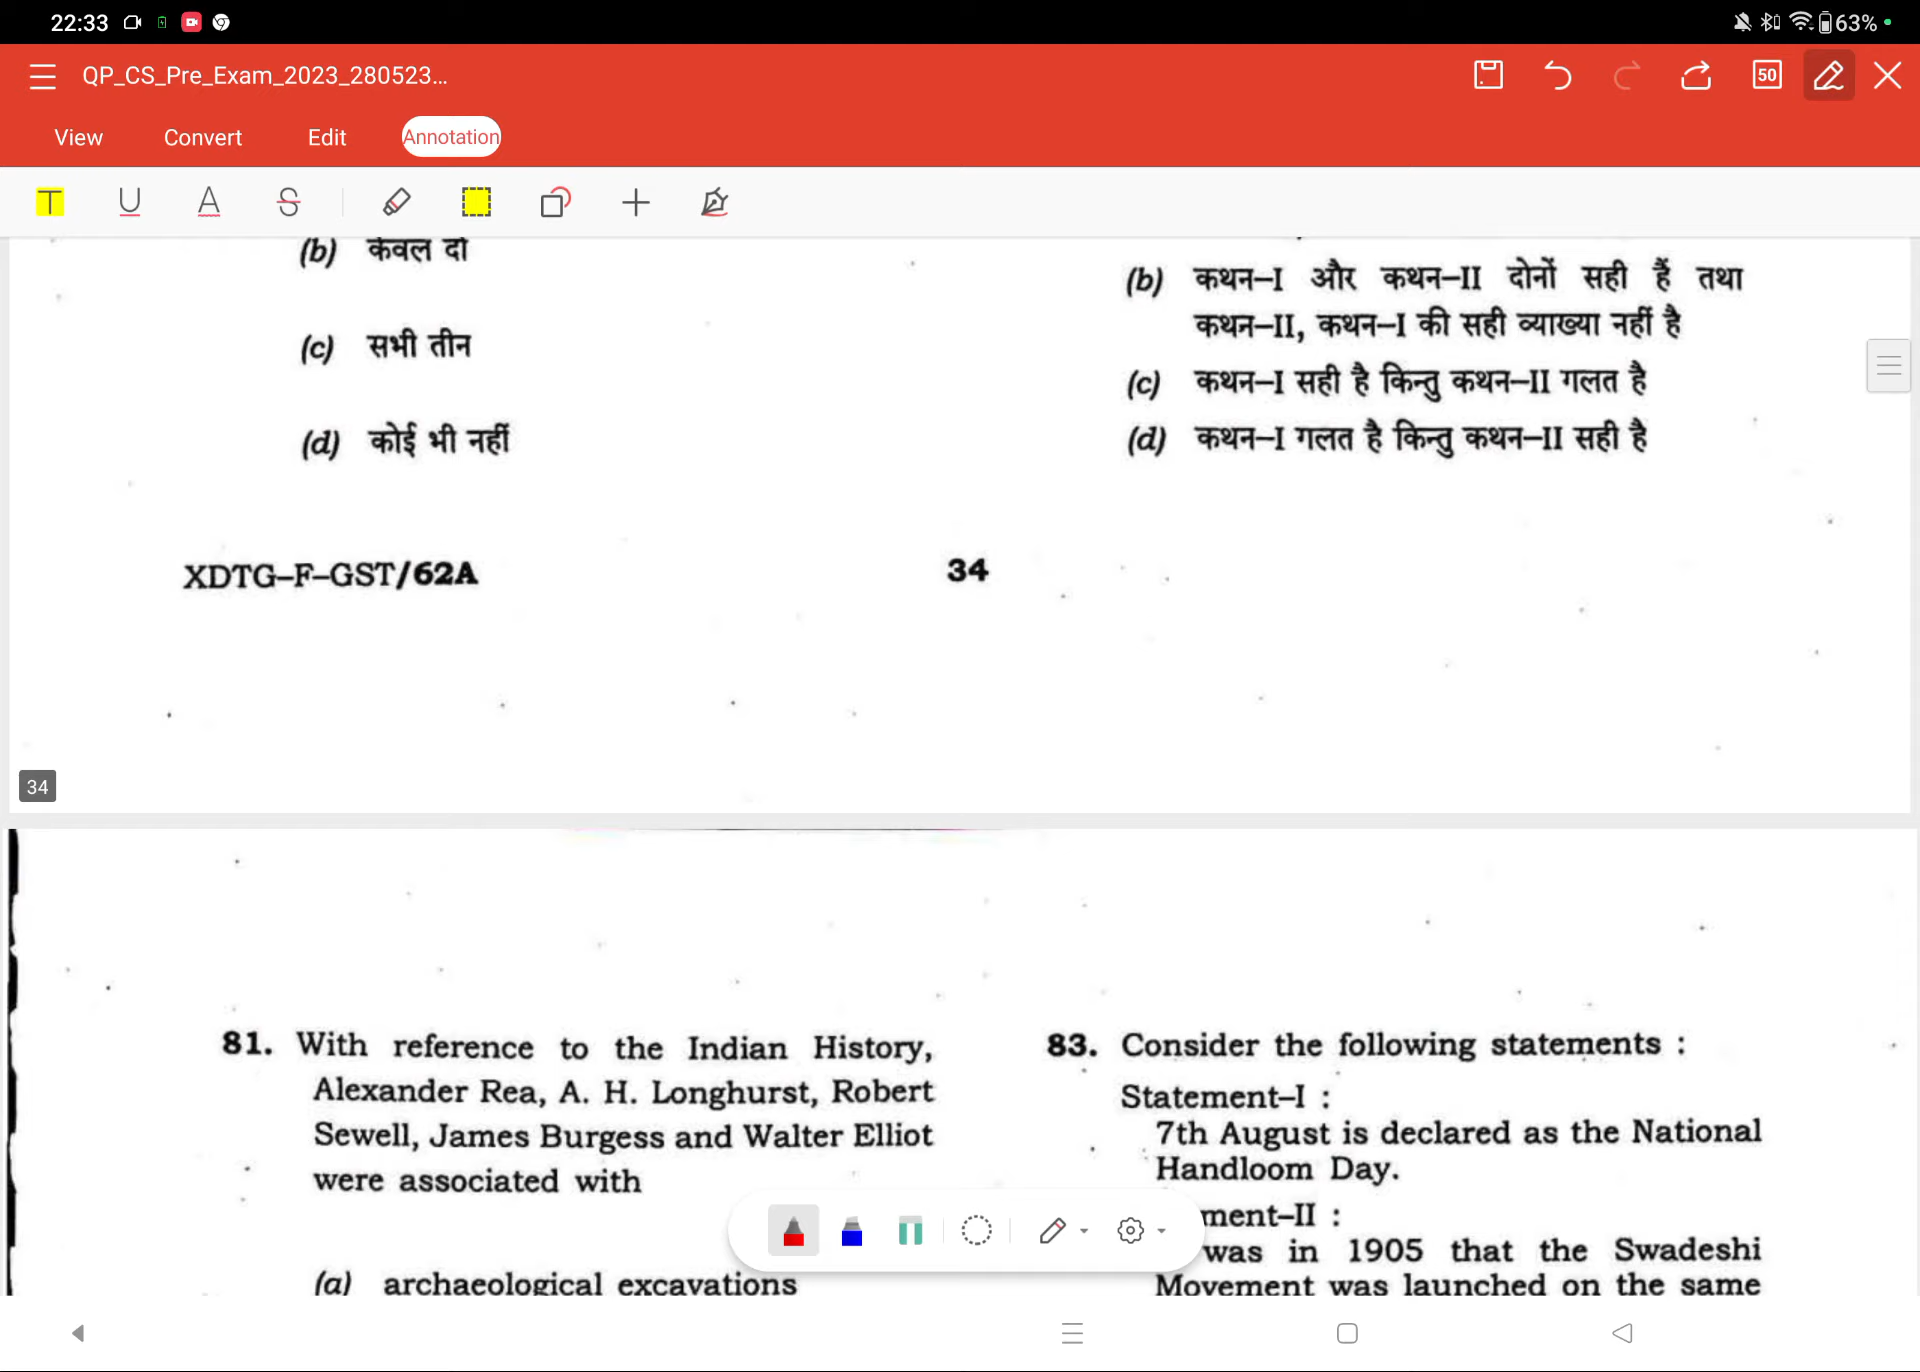 22:33
63%
QP_CS_Pre_Exam_2023_280523...
50
View Convert Edit Annotation
(b) केवल दो
(c) सभी तीन
(d) कोई भी नहीं
(b) कथन–I और कथन–II दोनों सही हैं तथा
कथन–II, कथन–I की सही व्याख्या नहीं है
(c) कथन–I सही है किन्तु कथन–II गलत है
(d) कथन–I गलत है किन्तु कथन–II सही है
XDTG–F–GST/62A
34
34
81. With reference to the Indian History,
Alexander Rea, A. H. Longhurst, Robert
Sewell, James Burgess and Walter Elliot
were associated with
(a) archaeological excavations
83. Consider the following statements :
Statement–I :
7th August is declared as the National
Handloom Day.
ment–II :
was in 1905 that the Swadeshi
Movement was launched on the same